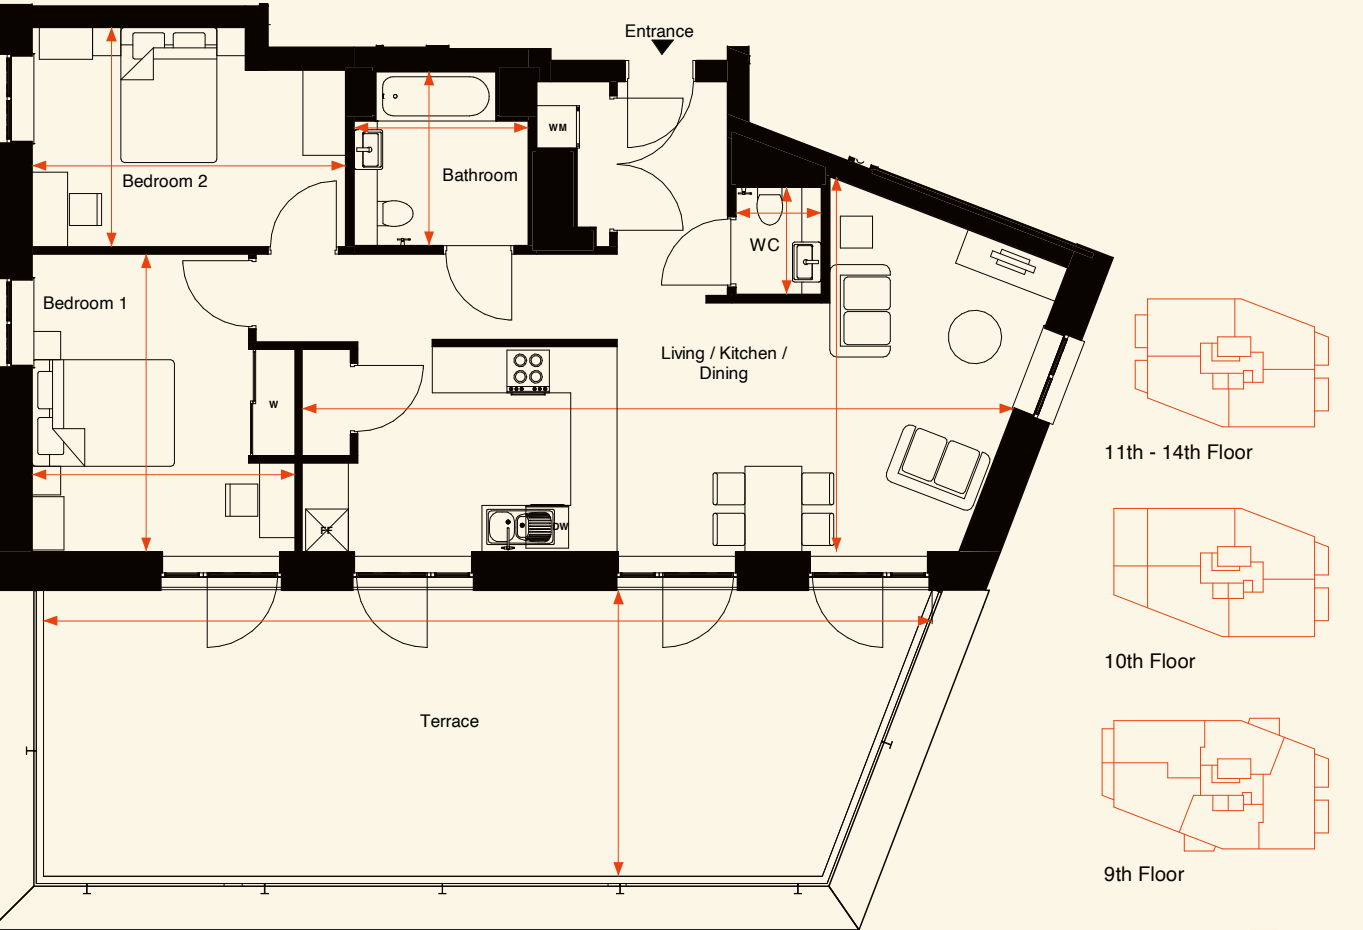 Entrance
Bedroom 2
Bathroom
WM
WC
Bedroom 1
Living / Kitchen /
Dining
W
FF
DW
Terrace
11th - 14th Floor
10th Floor
9th Floor